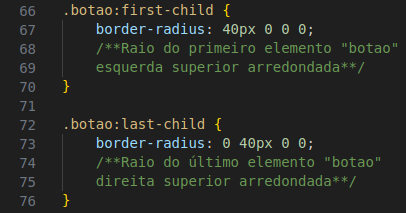 66 .botao:first-child {
67 border-radius: 40px 0 0 0;
68 /**Raio do primeiro elemento "botao"
69 esquerda superior arredondada**/
70 }
71
72 .botao:last-child {
73 border-radius: 0 40px 0 0;
74 /**Raio do último elemento "botao"
75 direita superior arredondada**/
76 }